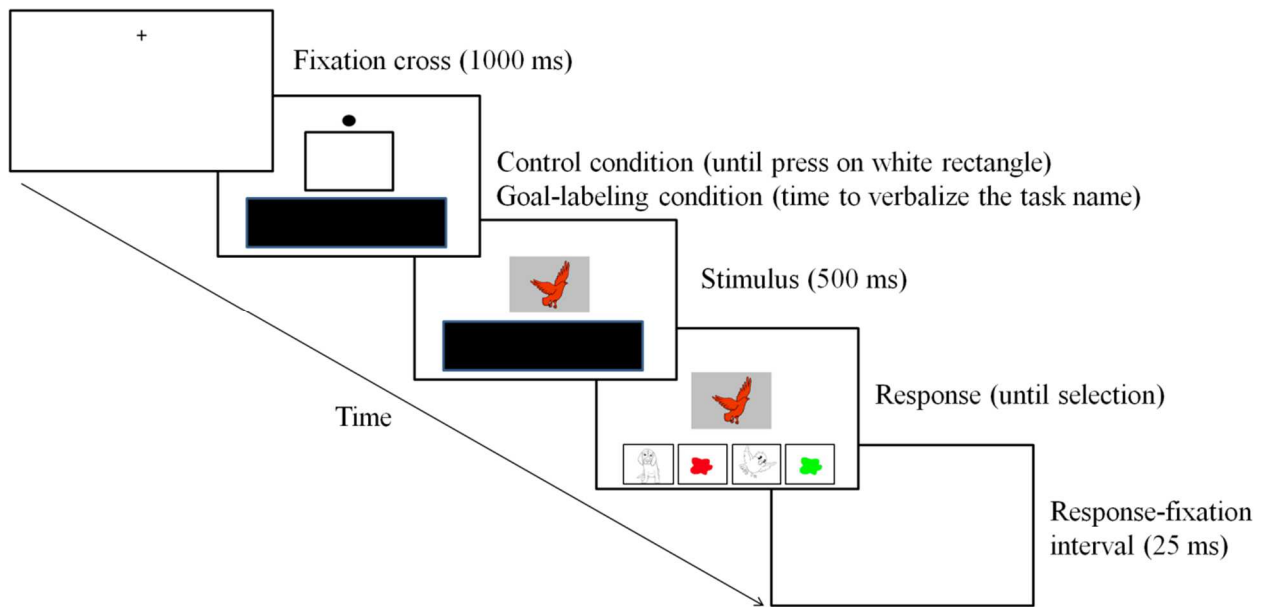 +
Fixation cross (1000 ms)
Control condition (until press on white rectangle)
Goal-labeling condition (time to verbalize the task name)
Stimulus (500 ms)
Response (until selection)
Time
Response-fixation
interval (25 ms)